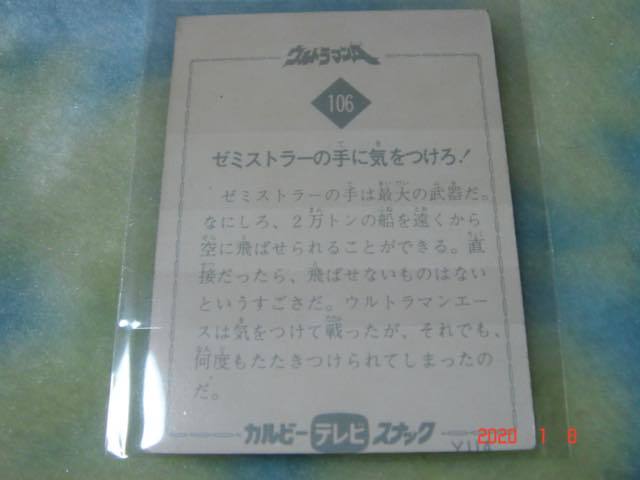 ウルトラマンA
106
ゼミストラーの手に気をつけろ!
ゼミストラーの手は最大の武器だ。
なにしろ、2万トンの船を遠くから
空に飛ばせられることができる。直
接だったら、飛ばせないものはない
というすごさだ。ウルトラマンエー
スは気をつけて戦ったが、それでも、
何度もたたきつけられてしまったの
だ。
カルビー テレビ スナック
2020 1 8